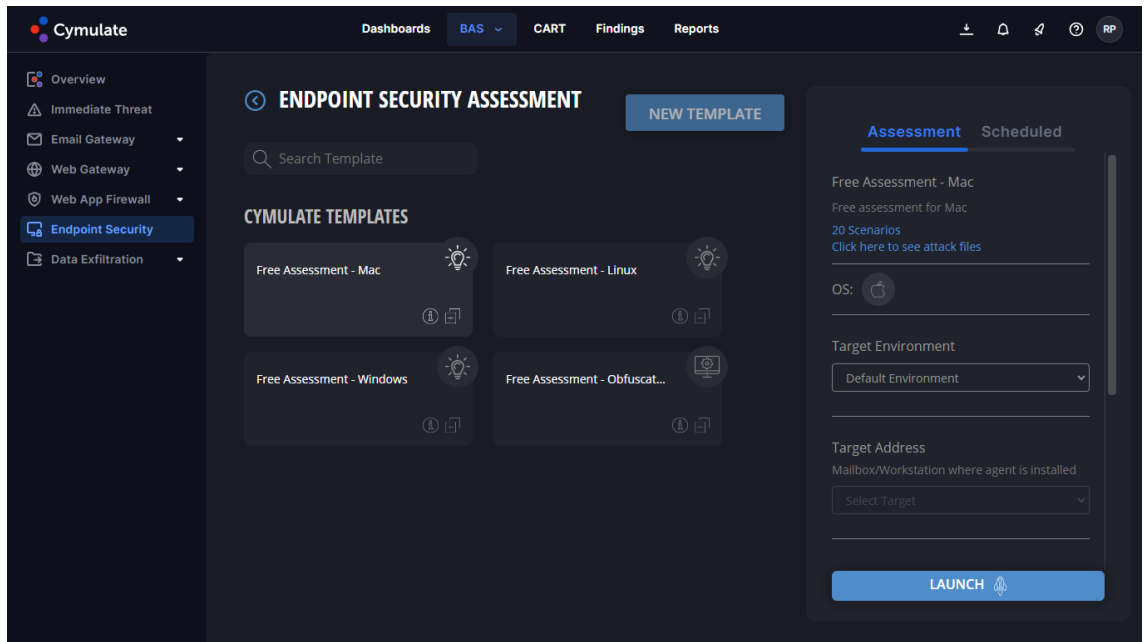 Cymulate
Dashboards
BAS
CART
Findings
Reports
RP
Overview
Immediate Threat
Email Gateway
Web Gateway
Web App Firewall
Endpoint Security
Data Exfiltration
ENDPOINT SECURITY ASSESSMENT
NEW TEMPLATE
Search Template
CYMULATE TEMPLATES
Free Assessment - Mac
Free Assessment - Linux
Free Assessment - Windows
Free Assessment - Obfuscat...
Assessment
Scheduled
Free Assessment - Mac
Free assessment for Mac
20 Scenarios
Click here to see attack files
OS:
Target Environment
Default Environment
Target Address
Mailbox/Workstation where agent is installed
Select Target
LAUNCH